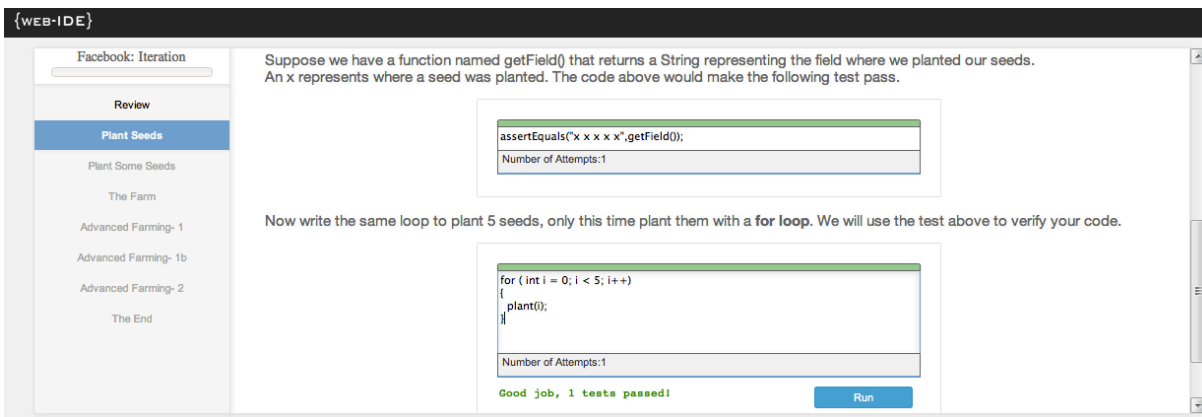 {WEB-IDE}
Facebook: Iteration
Review
Plant Seeds
Plant Some Seeds
The Farm
Advanced Farming- 1
Advanced Farming- 1b
Advanced Farming- 2
The End
Suppose we have a function named getField() that returns a String representing the field where we planted our seeds.
An x represents where a seed was planted. The code above would make the following test pass.
assertEquals("x x x x x",getField());
Number of Attempts:1
Now write the same loop to plant 5 seeds, only this time plant them with a for loop. We will use the test above to verify your code.
for ( int i = 0; i < 5; i++)
{
plant(i);
}
Number of Attempts:1
Good job, 1 tests passed!
Run